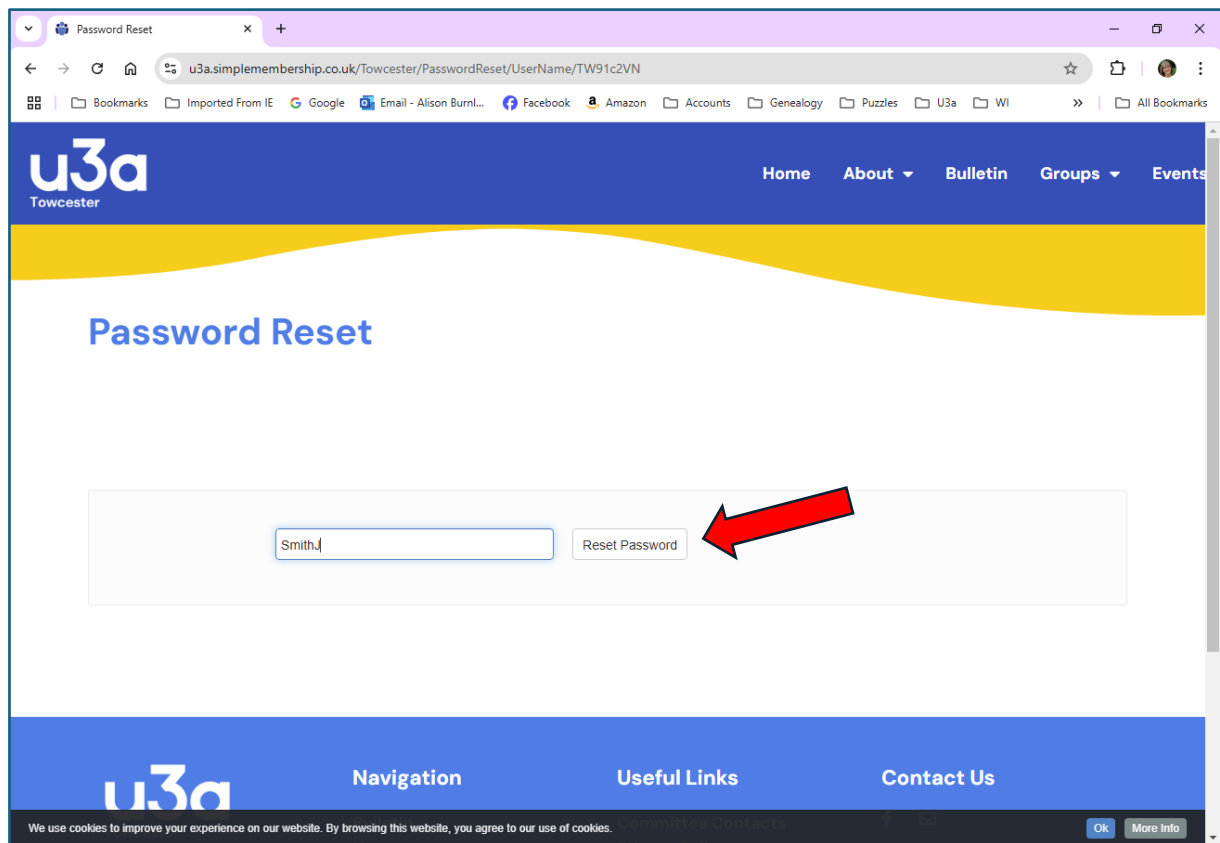 Password Reset
u3a.simplemembership.co.uk/Towcester/PasswordReset/UserName/TW91c2VN
Bookmarks Imported From IE Google Email - Alison Burnl... Facebook Amazon Accounts Genealogy Puzzles U3a WI » All Bookmarks
u3a
Towcester
Home About Bulletin Groups Events
Password Reset
SmithJ
Reset Password
u3a
Navigation
Useful Links
Contact Us
Bulletin
Committee Contacts
We use cookies to improve your experience on our website. By browsing this website, you agree to our use of cookies.
Ok
More Info